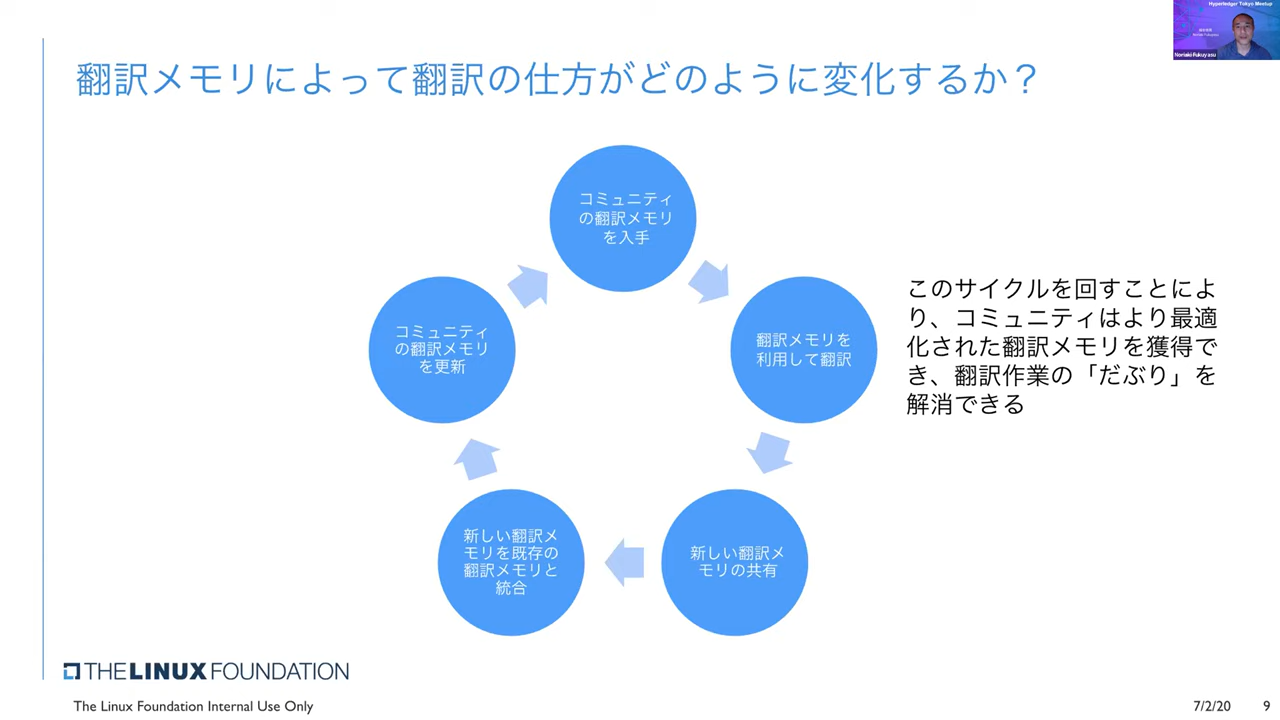 Hyperledger Tokyo Meetup
Noriaki Fukuyasu
翻訳メモリによって翻訳の仕方がどのように変化するか？
コミュニティ
の翻訳メモリ
を入手
翻訳メモリを
利用して翻訳
新しい翻訳メ
モリの共有
新しい翻訳メ
モリを既存の
翻訳メモリと
統合
コミュニティ
の翻訳メモリ
を更新
このサイクルを回すことによ
り、コミュニティはより最適
化された翻訳メモリを獲得で
き、翻訳作業の「だぶり」を
解消できる
THE LINUX FOUNDATION
The Linux Foundation Internal Use Only
7/2/20
9